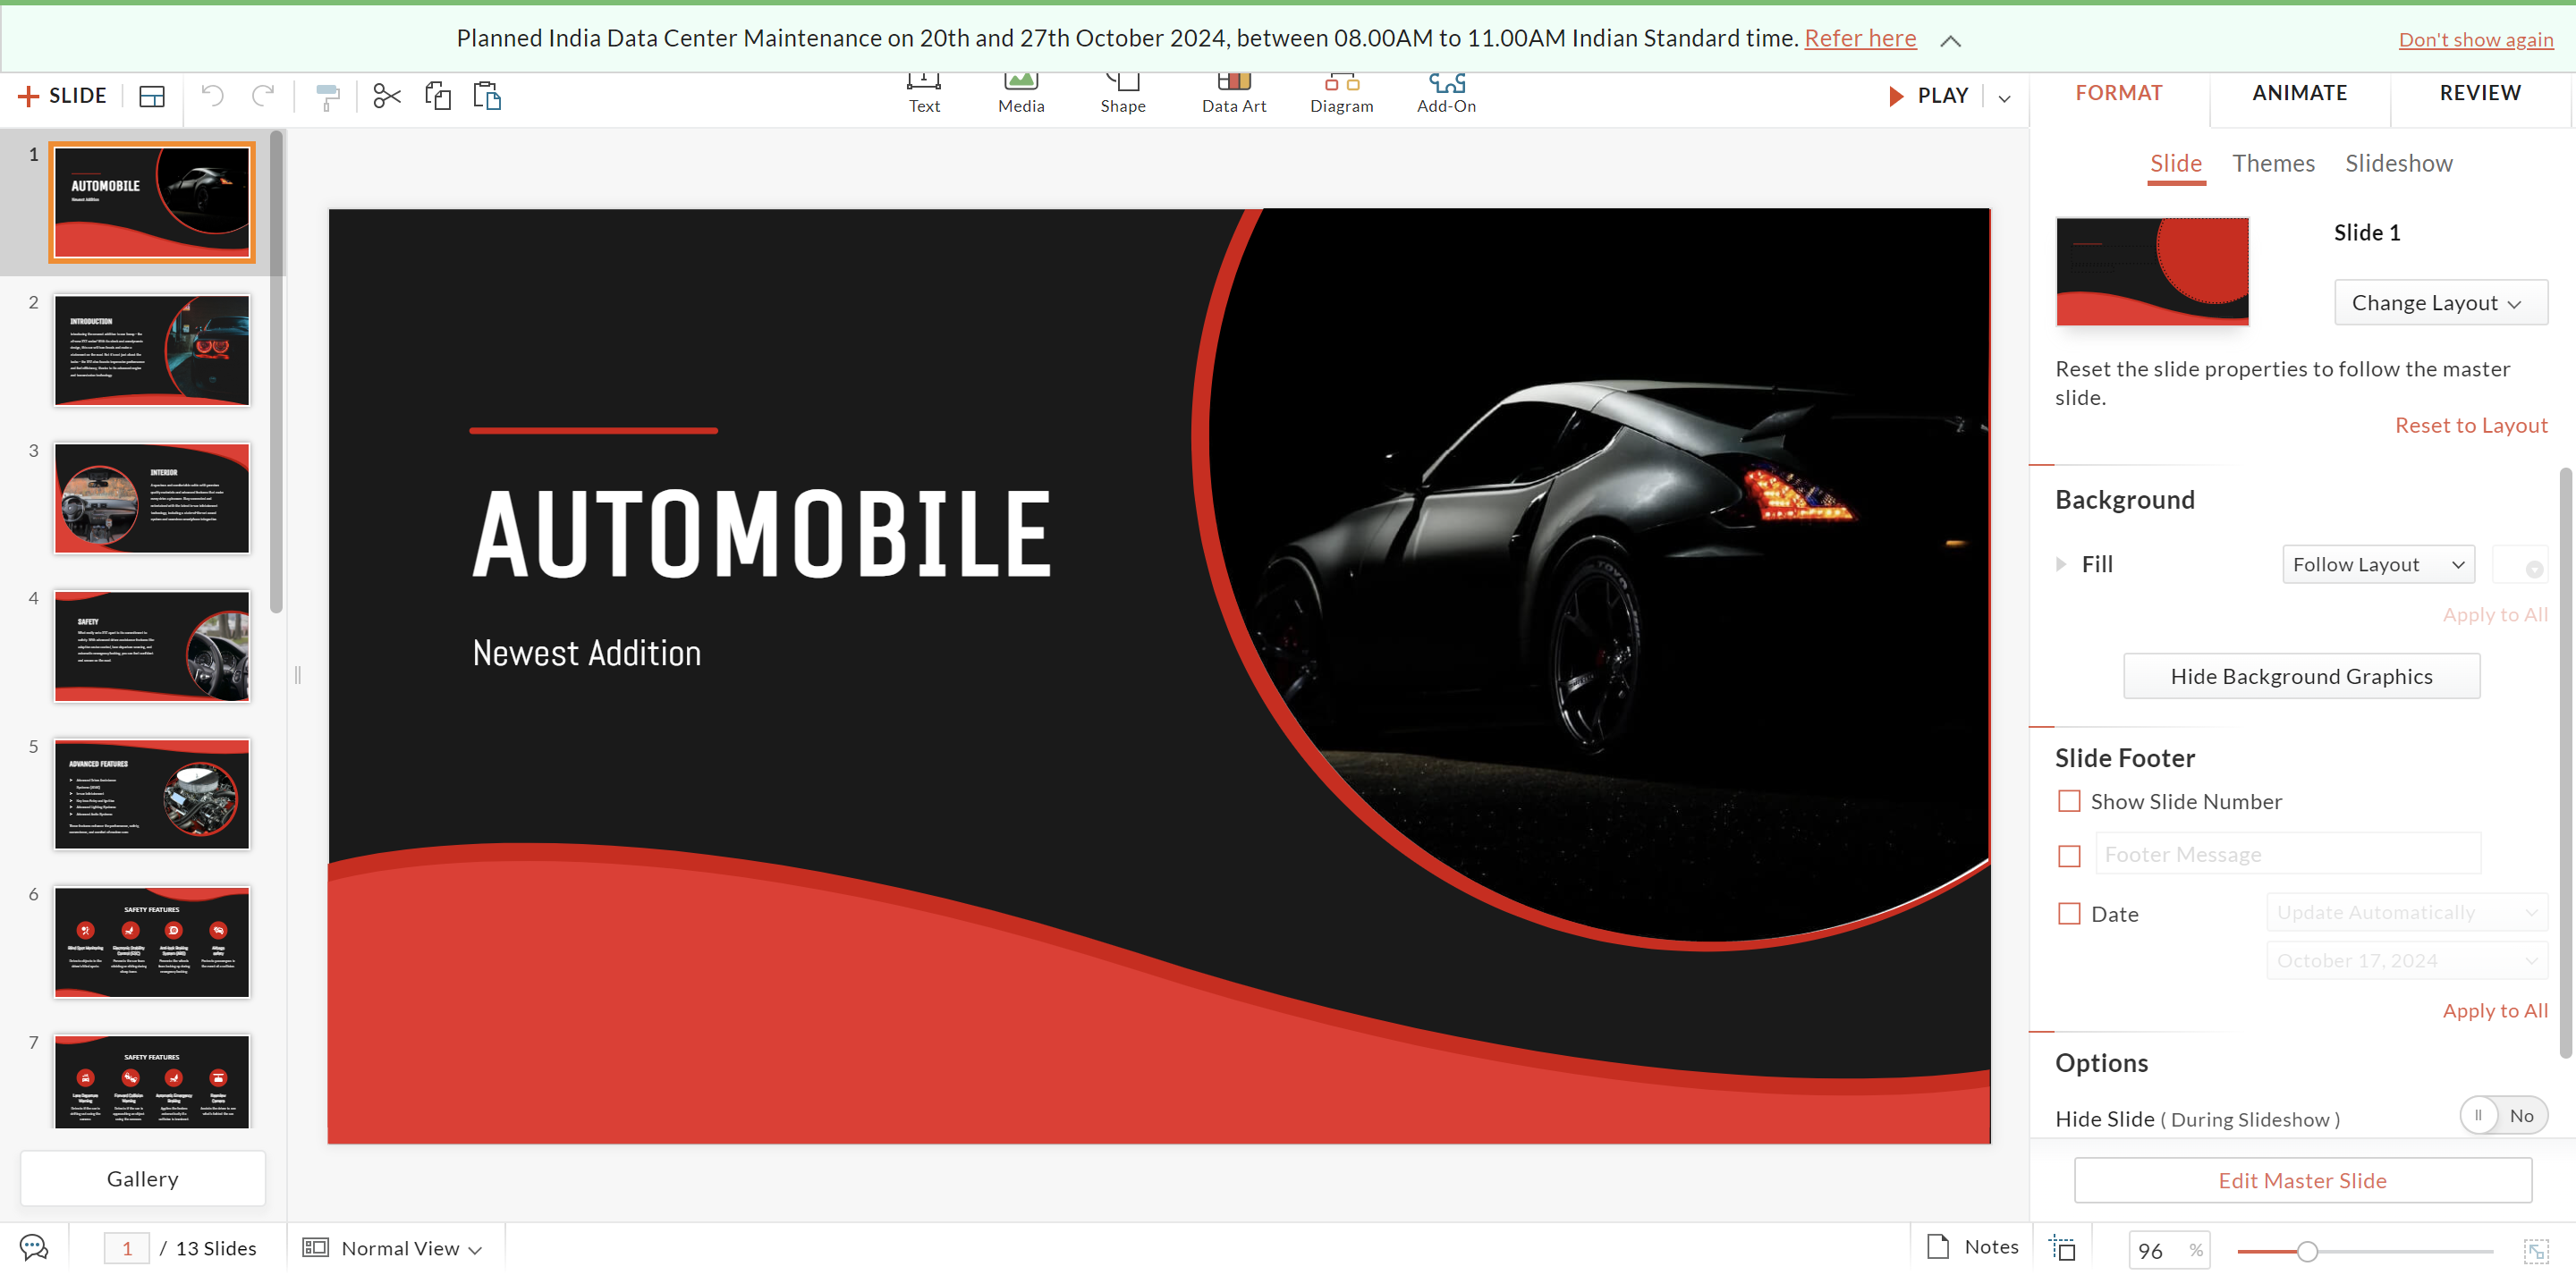 Planned India Data Center Maintenance on 20th and 27th October 2024, between 08.00AM to 11.00AM Indian Standard time. Refer here
Don't show again
SLIDE
Text
Media
Shape
Data Art
Diagram
Add-On
PLAY
FORMAT
ANIMATE
REVIEW
1
AUTOMOBILE
Newest Addition
2
INTRODUCTION
3
INTERIOR
4
SAFETY
5
ADVANCED FEATURES
6
SAFETY FEATURES
7
SAFETY FEATURES
Gallery
AUTOMOBILE
Newest Addition
TOYO
Slide
Themes
Slideshow
Slide 1
Change Layout
Reset the slide properties to follow the master
slide.
Reset to Layout
Background
Fill
Follow Layout
Apply to All
Hide Background Graphics
Slide Footer
Show Slide Number
Footer Message
Date
Update Automatically
October 17, 2024
Apply to All
Options
Hide Slide ( During Slideshow )
No
Edit Master Slide
1 / 13 Slides
Normal View
Notes
96 %